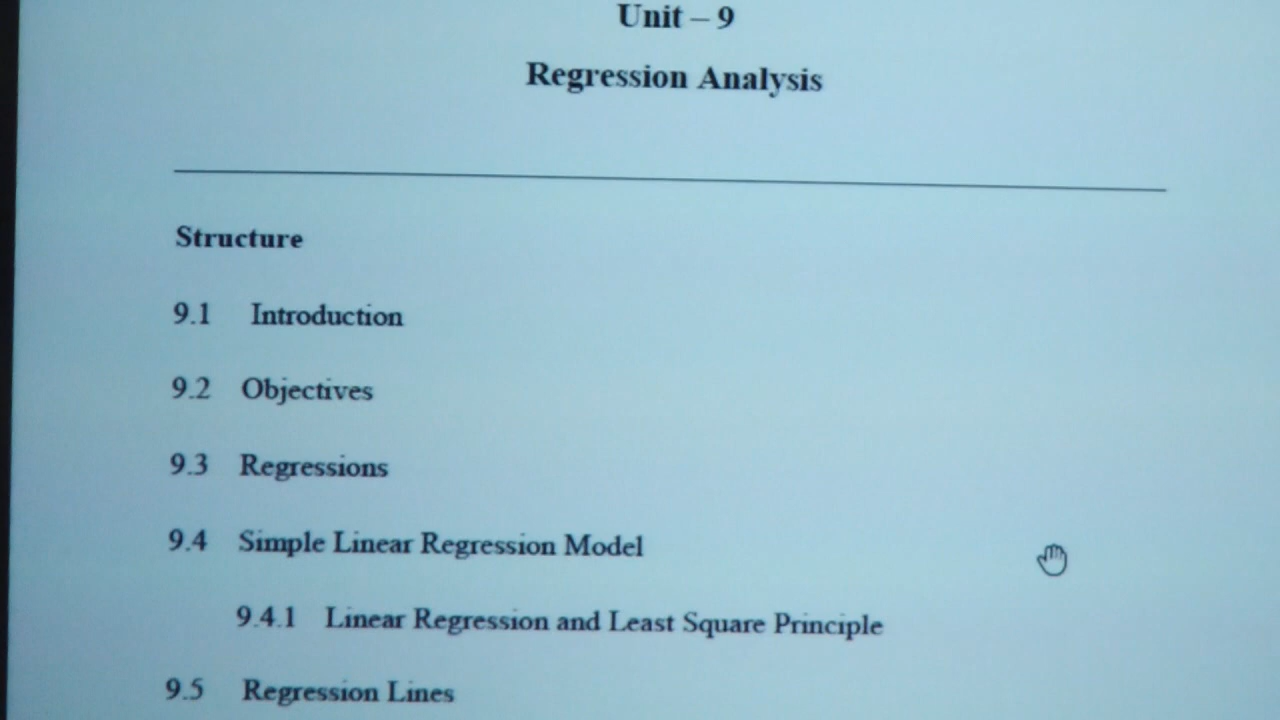 Unit – 9
Regression Analysis
Structure
9.1 Introduction
9.2 Objectives
9.3 Regressions
9.4 Simple Linear Regression Model
9.4.1 Linear Regression and Least Square Principle
9.5 Regression Lines